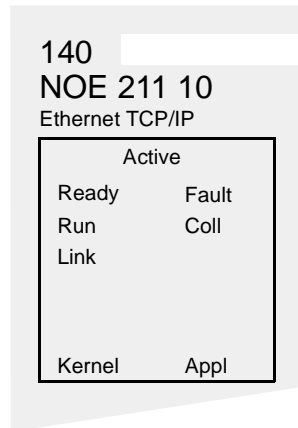 140
NOE 211 10
Ethernet TCP/IP
Active
Ready Fault
Run Coll
Link
Kernel Appl